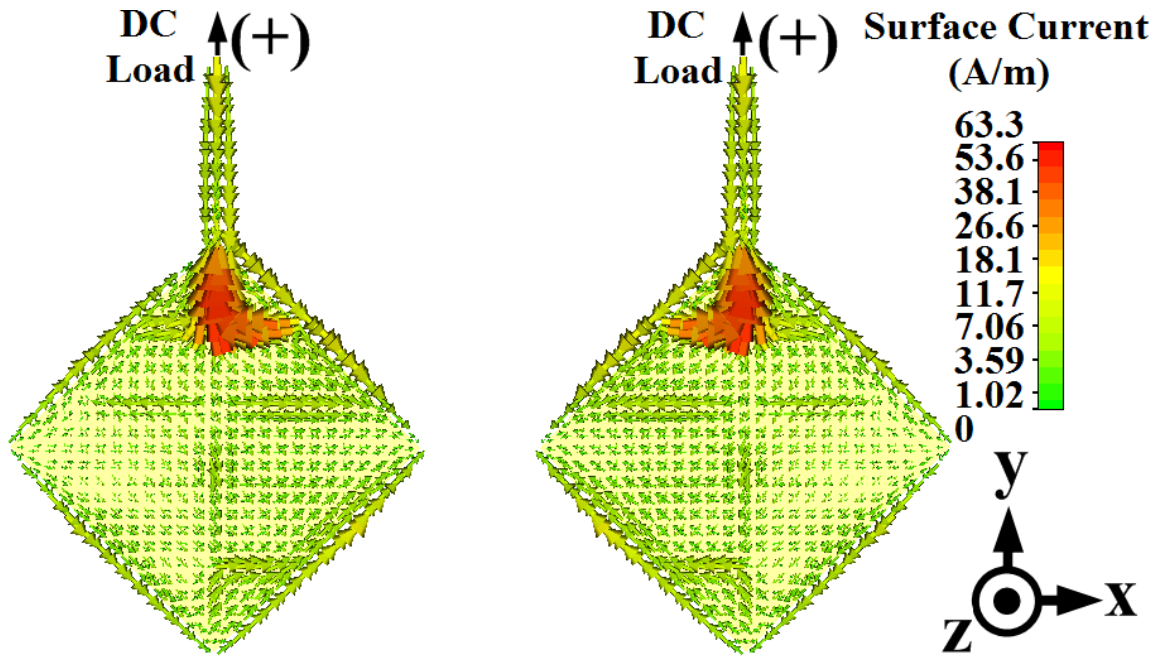 DC
Load
(+)
DC
Load
(+)
Surface Current
(A/m)
63.3
53.6
38.1
26.6
18.1
11.7
7.06
3.59
1.02
0
y
x
z